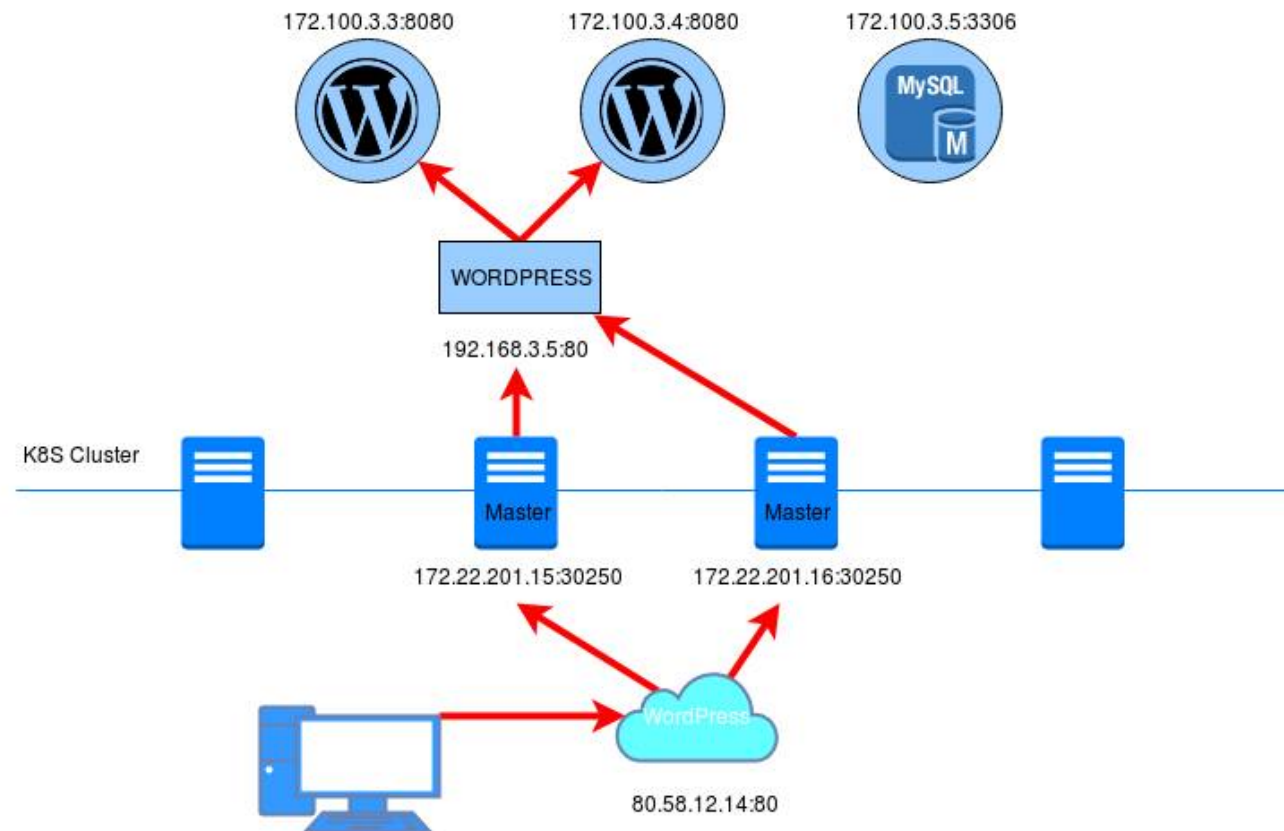 172.100.3.3:8080
172.100.3.4:8080
172.100.3.5:3306
MySQL
M
WORDPRESS
192.168.3.5:80
K8S Cluster
Master
Master
172.22.201.15:30250
172.22.201.16:30250
WordPress
80.58.12.14:80